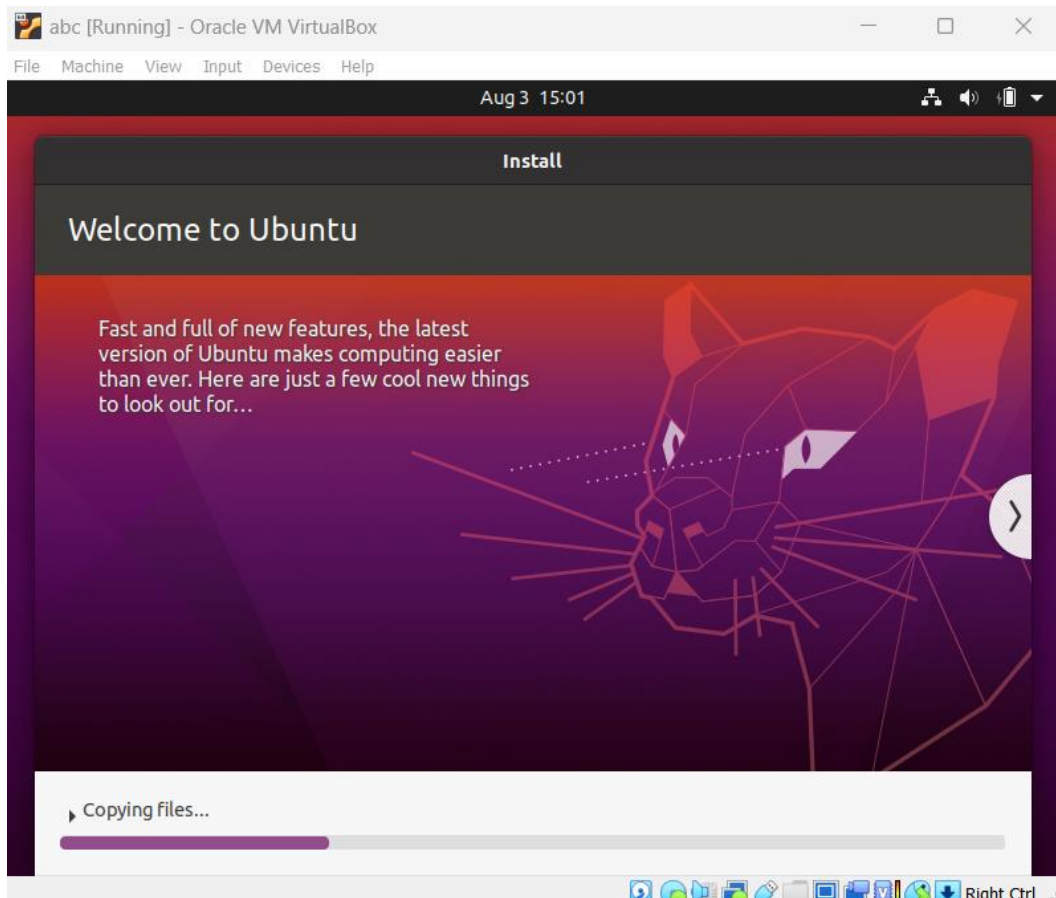 abc [Running] - Oracle VM VirtualBox
File Machine View Input Devices Help
Aug 3 15:01
Install
Welcome to Ubuntu
Fast and full of new features, the latest
version of Ubuntu makes computing easier
than ever. Here are just a few cool new things
to look out for...
Copying files...
Right Ctrl